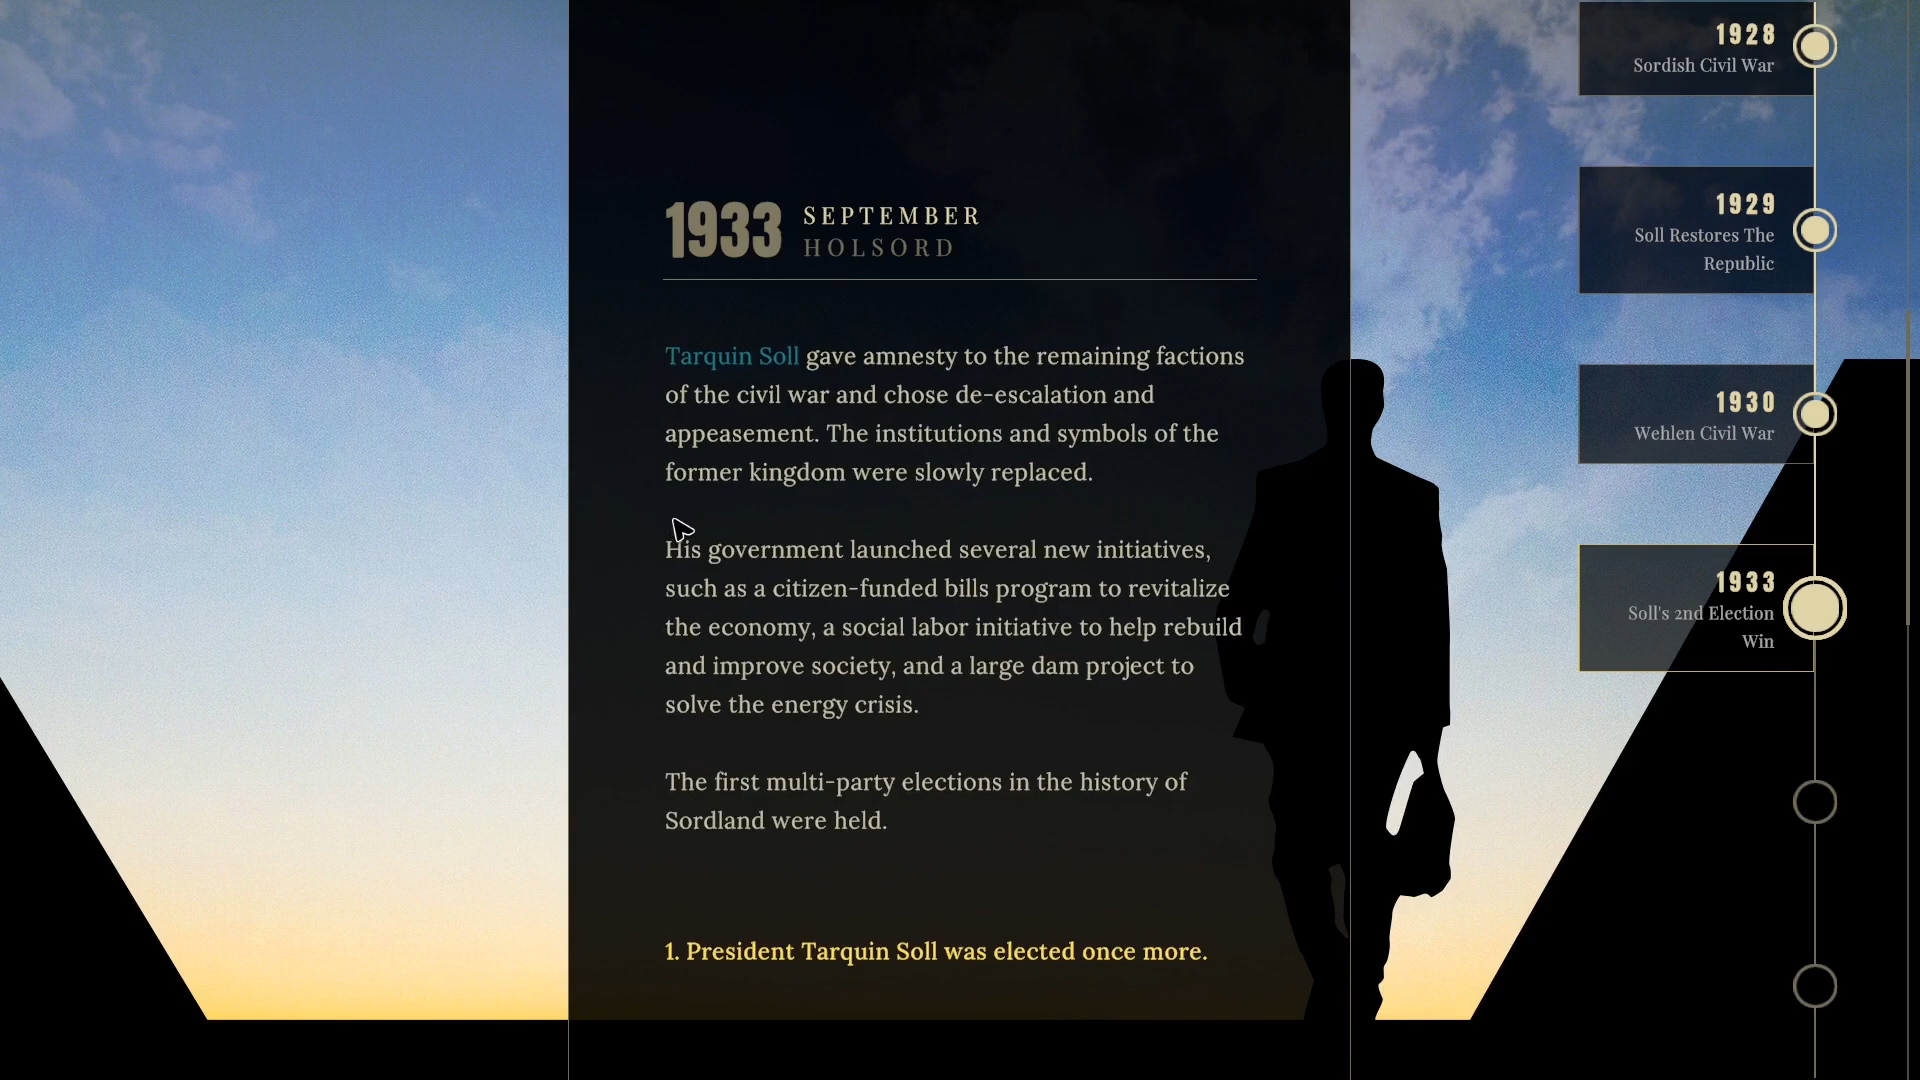 1933 SEPTEMBER
HOLSORD
Tarquin Soll gave amnesty to the remaining factions
of the civil war and chose de-escalation and
appeasement. The institutions and symbols of the
former kingdom were slowly replaced.
His government launched several new initiatives,
such as a citizen-funded bills program to revitalize
the economy, a social labor initiative to help rebuild
and improve society, and a large dam project to
solve the energy crisis.
The first multi-party elections in the history of
Sordland were held.
1. President Tarquin Soll was elected once more.
1928
Sordish Civil War
1929
Soll Restores The
Republic
1930
Wehlen Civil War
1933
Soll's 2nd Election
Win